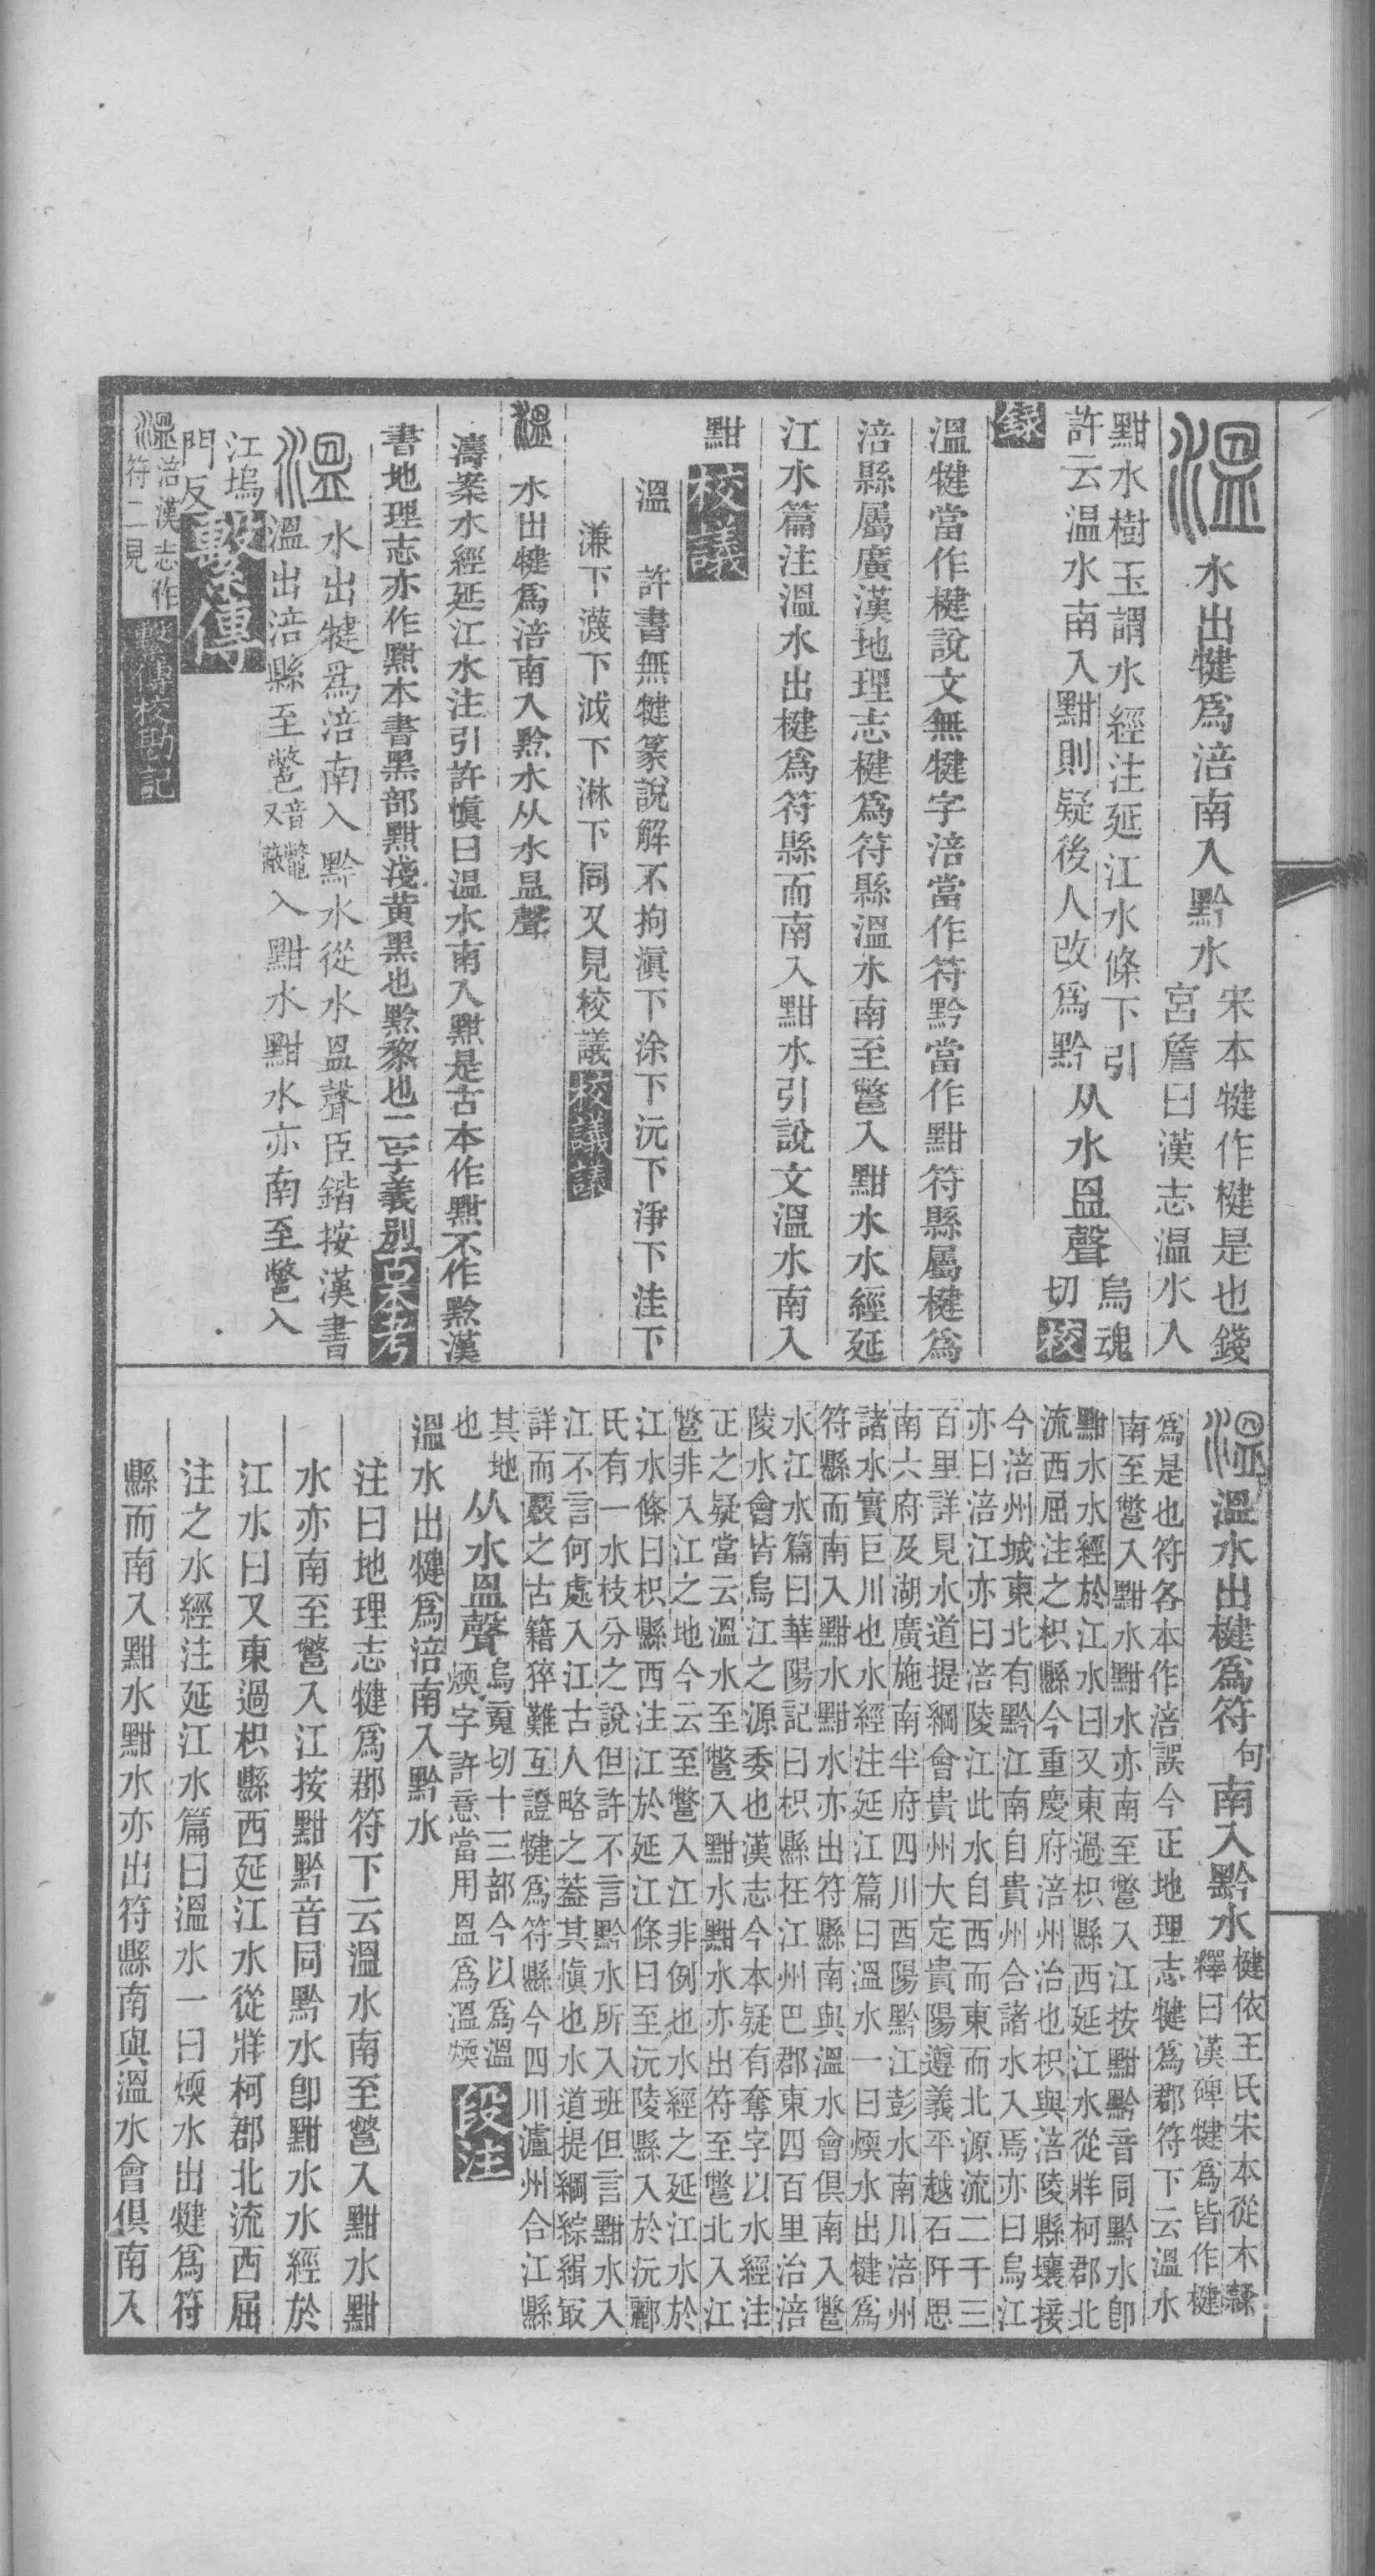 溫 水出犍爲涪南入黔水
宋本犍作楗是也錢
宮詹曰漢志溫水入
黚水樹玉謂水經注延江水條下引
許云溫水南入黚則疑後人改爲黔
从水𥁕聲
烏魂
切
校
錄
溫犍當作楗說文無犍字涪當作符黔當作黚符縣屬楗爲
涪縣屬廣漢地理志楗爲符縣溫水南至鄨入黚水水經延
江水篇注溫水出楗爲符縣而南入黚水引說文溫水南入
黚 校議
溫 許書無犍篆說解不拘滇下涂下沅下淨下洼下
溓下濊下泧下淋下同又見校議 校議議
溫 水出犍爲涪南入黔水从水𥁕聲
濤案水經延江水注引許愼曰溫水南入黚是古本作黚不作黔漢
書地理志亦作黚本書黑部黚淺黃黑也黔黎也二字義別 古本考
溫 水出犍爲涪南入黔水從水𥁕聲臣鍇按漢書
溫出涪縣至鄨
音鼈
又蔽
入黚水黚水亦南至鄨入
江塢
門反
繫傳
溫
涪漢志作
符二見
繫傳校勘記
溫 溫水出楗爲符
句
南入黔水
楗依王氏宋本從木隸
釋曰漢碑犍爲皆作楗
爲是也符各本作涪誤今正地理志犍爲郡符下云溫水
南至鄨入黚水黚水亦南至鄨入江按黚黔音同黔水卽
黚水水經於江水曰又東過枳縣西延江水從牂柯郡北
流西屈注之枳縣今重慶府涪州治也枳與涪陵縣壤接
今涪州城東北有黔江南自貴州合諸水入焉亦曰烏江
亦曰涪江亦曰涪陵江此水自西而東而北源流二千三
百里詳見水道提綱會貴州大定貴陽遵義平越石阡思
南六府及湖廣施南半府四川酉陽黔江彭水南川涪州
諸水實巨川也水經注延江篇曰溫水一曰煗水出犍爲
符縣而南入黚水黚水亦出符縣南與溫水會俱南入鄨
水江水篇曰華陽記曰枳縣在江州巴郡東四百里治涪
陵水會皆烏江之源委也漢志今本疑有奪字以水經注
正之疑當云溫水至鄨入黚水黚水亦出符至鄨北入江
鄨非入江之地今云至鄨入江非例也水經之延江水於
江水條曰枳縣西注江於延江條曰至沅陵縣入於沅酈
氏有一水枝分之說但許不言黔水所入班但言黚水入
江不言何處入江古人略之葢其愼也水道提綱綜緝冣
詳而覈之古籍猝難互證犍爲符縣今四川瀘州合江縣
其地
也
从水𥁕聲
烏䰟切十三部今以爲溫
煗字許意當用𥁕爲溫煗
段注
溫水出犍爲涪南入黔水
注曰地理志犍爲郡符下云溫水南至鄨入黚水黚
水亦南至鄨入江按黚黔音同黔水卽黚水水經於
江水曰又東過枳縣西延江水從牂柯郡北流西屈
注之水經注延江水篇曰溫水一曰煗水出犍爲符
縣而南入黚水黚水亦出符縣南與溫水會俱南入